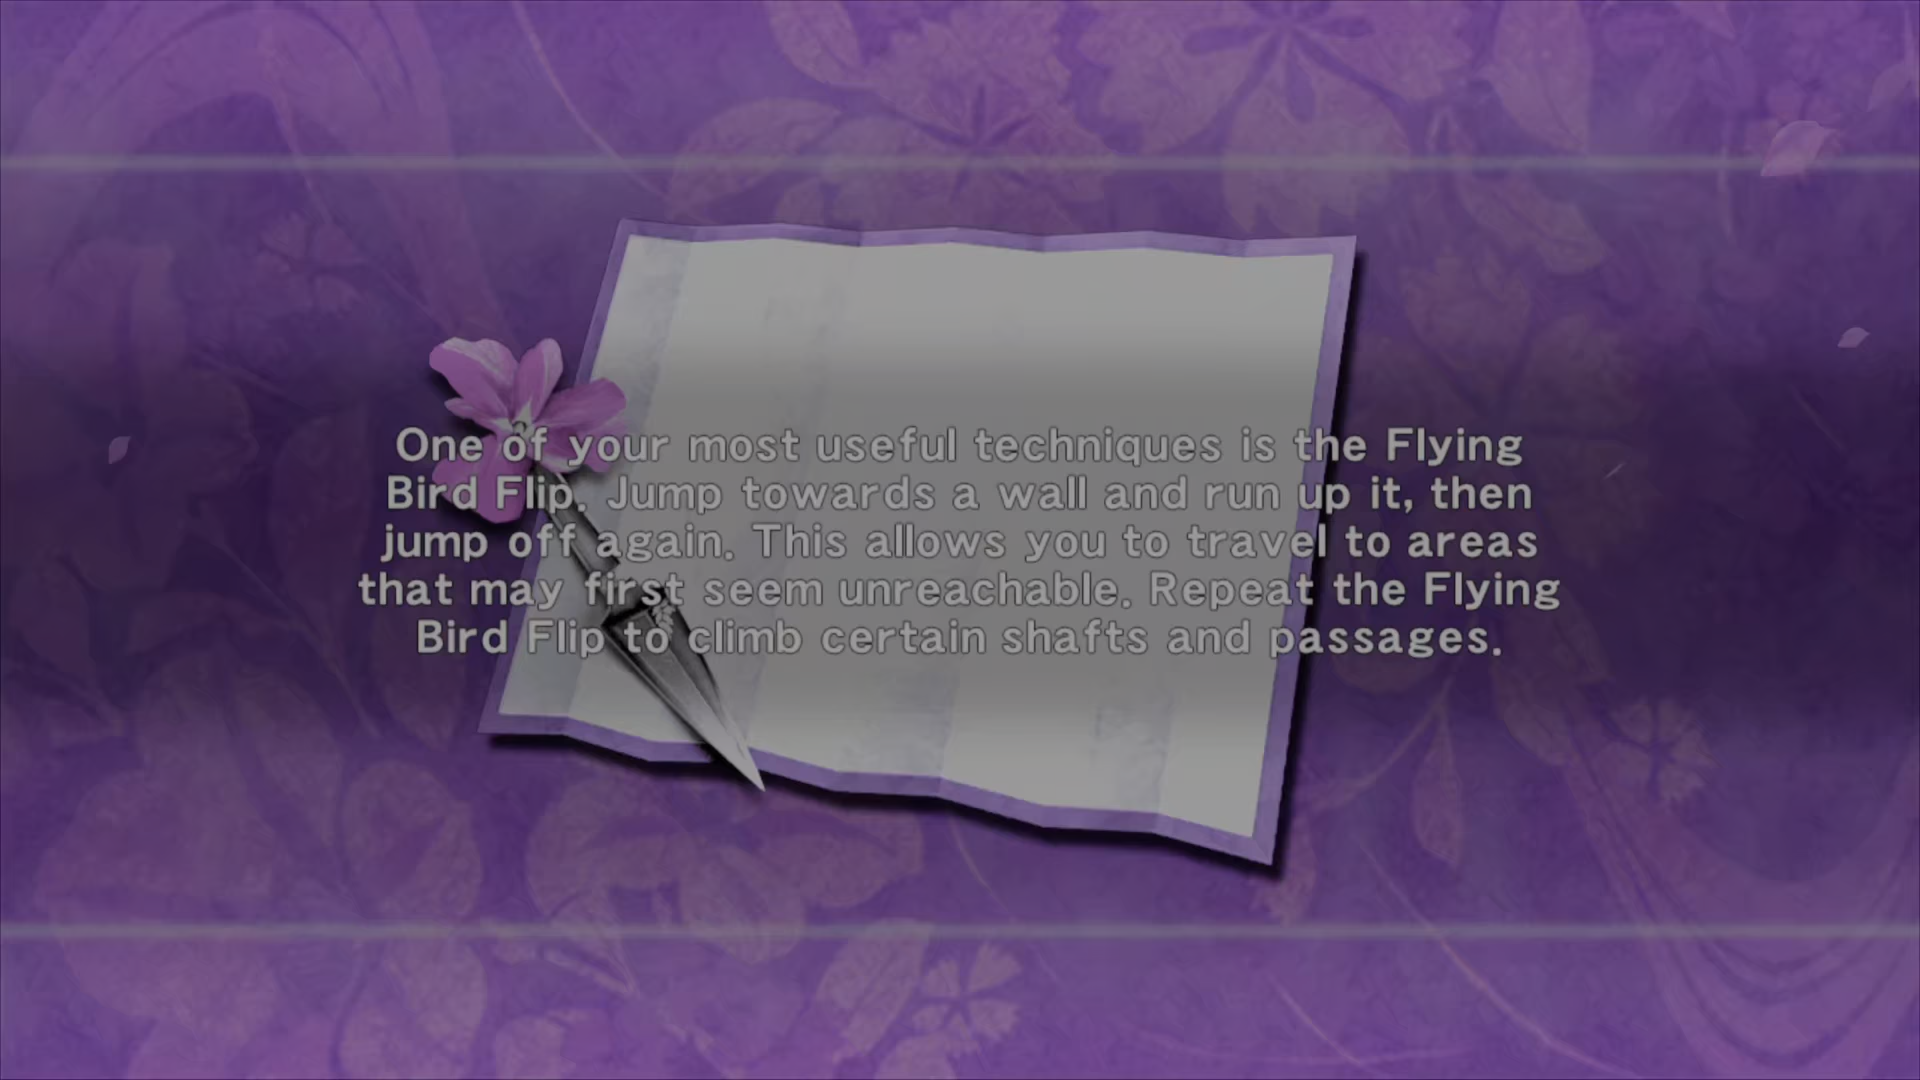 One of your most useful techniques is the Flying
Bird Flip. Jump towards a wall and run up it, then
jump off again. This allows you to travel to areas
that may first seem unreachable. Repeat the Flying
Bird Flip to climb certain shafts and passages.